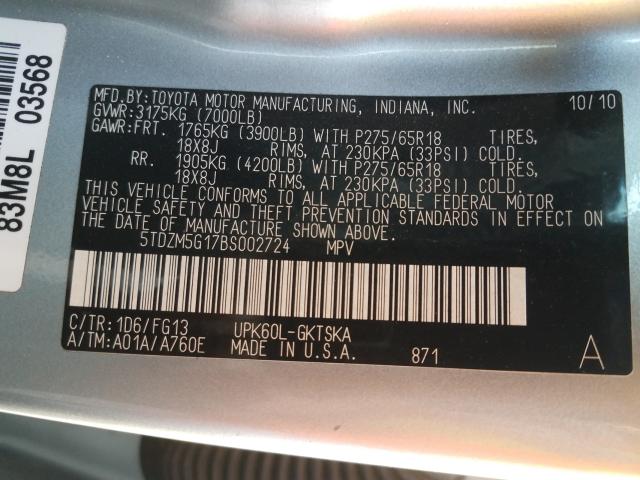 83M8L 03568
MFD.BY:TOYOTA MOTOR MANUFACTURING, INDIANA, INC. 10/10
GVWR:3175KG (7000LB)
GAWR:FRT. 1765KG (3900LB) WITH P275/65R18 TIRES,
18X8J RIMS, AT 230KPA (33PSI) COLD.
RR. 1905KG (4200LB) WITH P275/65R18 TIRES,
18X8J RIMS, AT 230KPA (33PSI) COLD.
THIS VEHICLE CONFORMS TO ALL APPLICABLE FEDERAL MOTOR
VEHICLE SAFETY AND THEFT PREVENTION STANDARDS IN EFFECT ON
THE DATE OF MANUFACTURE SHOWN ABOVE.
5TDZM5G17BS002724 MPV
C/TR:1D6/FG13 UPK60L-GKTSKA
A/TM:A01A/A760E MADE IN U.S.A. 871 A